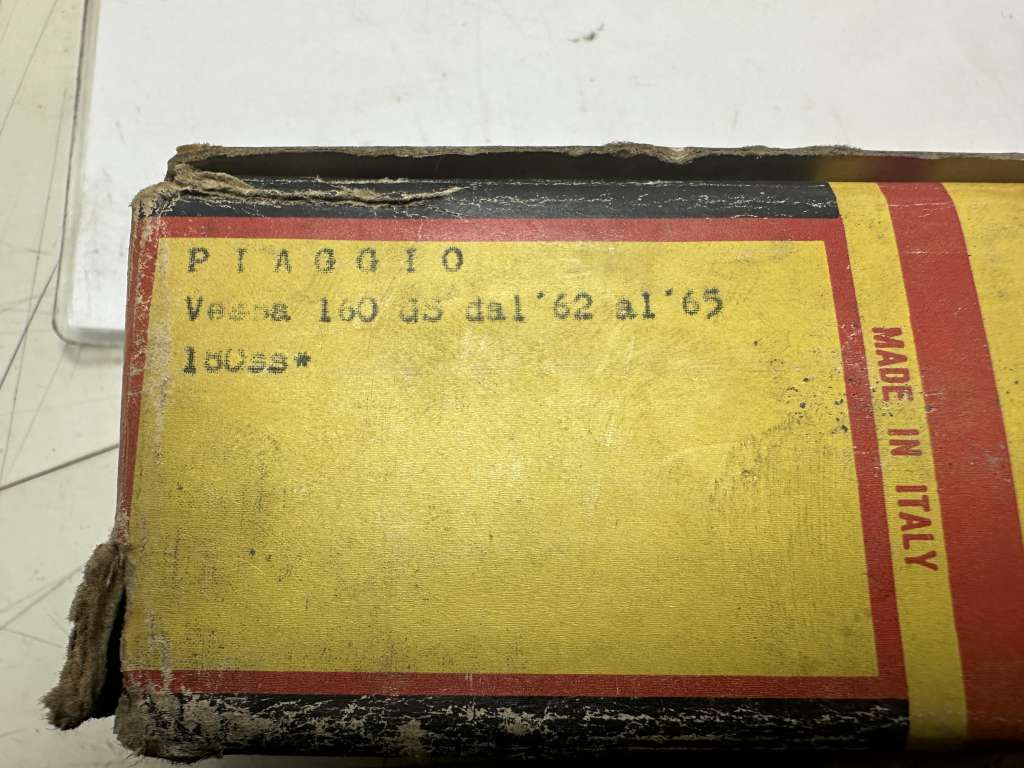 PIAGGIO
Vespa 160 GS dal'62 al'65
180ss*
MADE IN ITALY